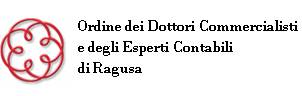 Ordine dei Dottori Commercialisti
e degli Esperti Contabili
di Ragusa